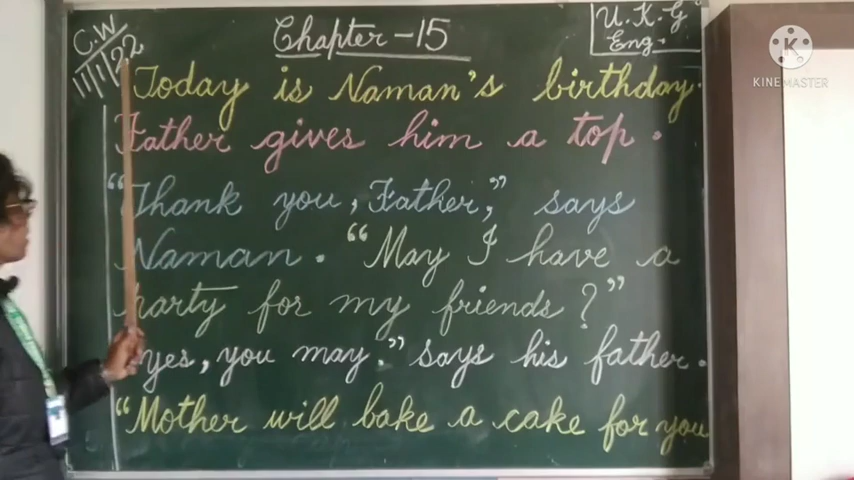 C.W
11/1/22
Chapter - 15
U.K.G
Eng.
Today is Naman's birthday.
Father gives him a top.
"Thank you, Father," says
Naman. "May I have a
party for my friends ?"
yes, you may." says his father.
"Mother will bake a cake for you
KINEMASTER